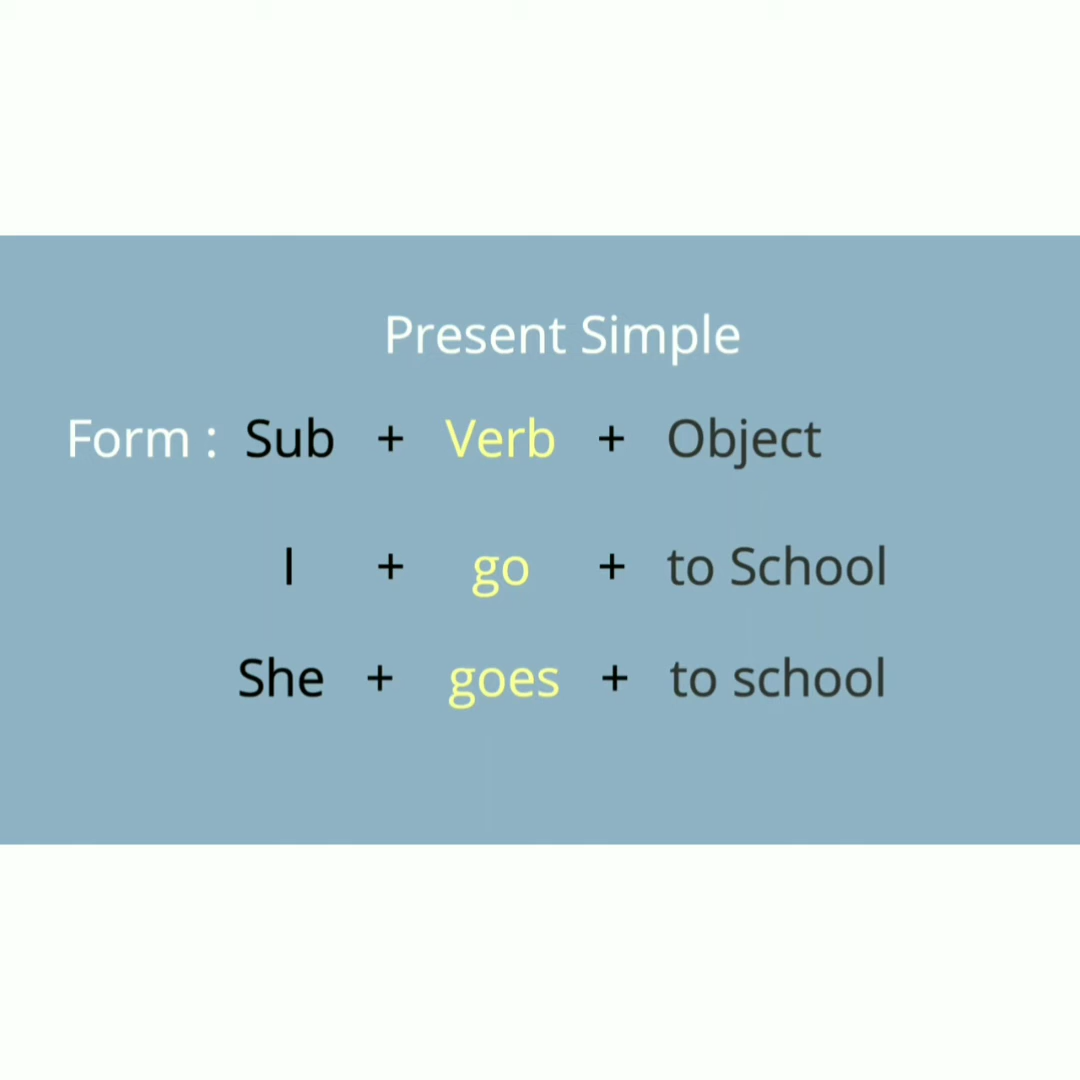 Present Simple
Form : Sub + Verb + Object
I + go + to School
She + goes + to school